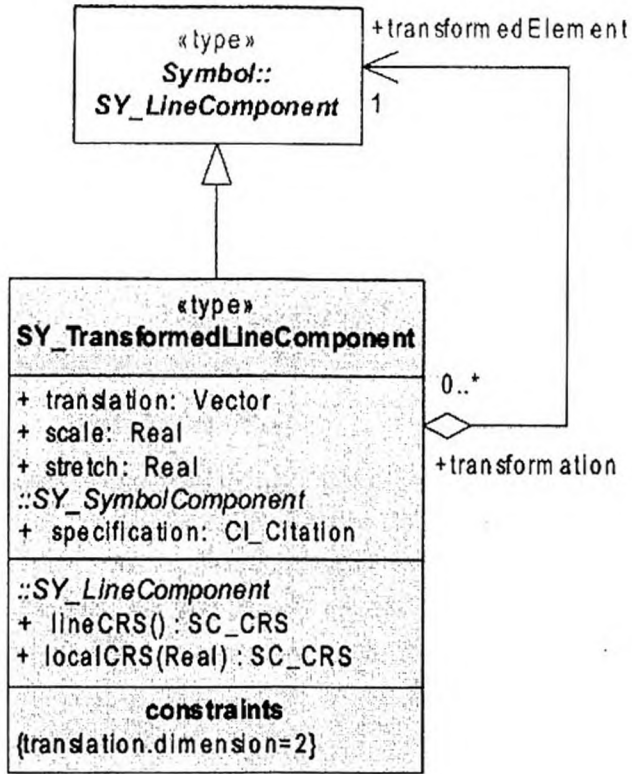 «type»
Symbol::
SY_LineComponent
+transformedElement
1
«type»
SY_TransformedLineComponent
+ translation: Vector
+ scale: Real
+ stretch: Real
::SY_SymbolComponent
+ specification: CI_Citation
::SY_LineComponent
+ lineCRS() : SC_CRS
+ localCRS(Real) : SC_CRS
constraints
{translation.dimension=2}
0..*
+transformation